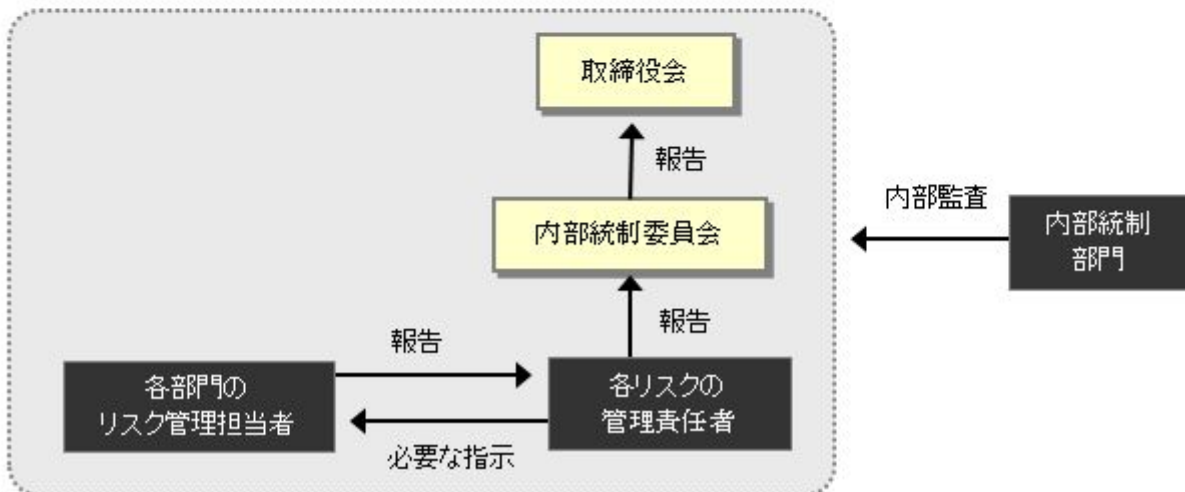 取締役会
報告
内部統制委員会
内部監査
内部統制
部門
報告
報告
各部門の
リスク管理担当者
各リスクの
管理責任者
必要な指示